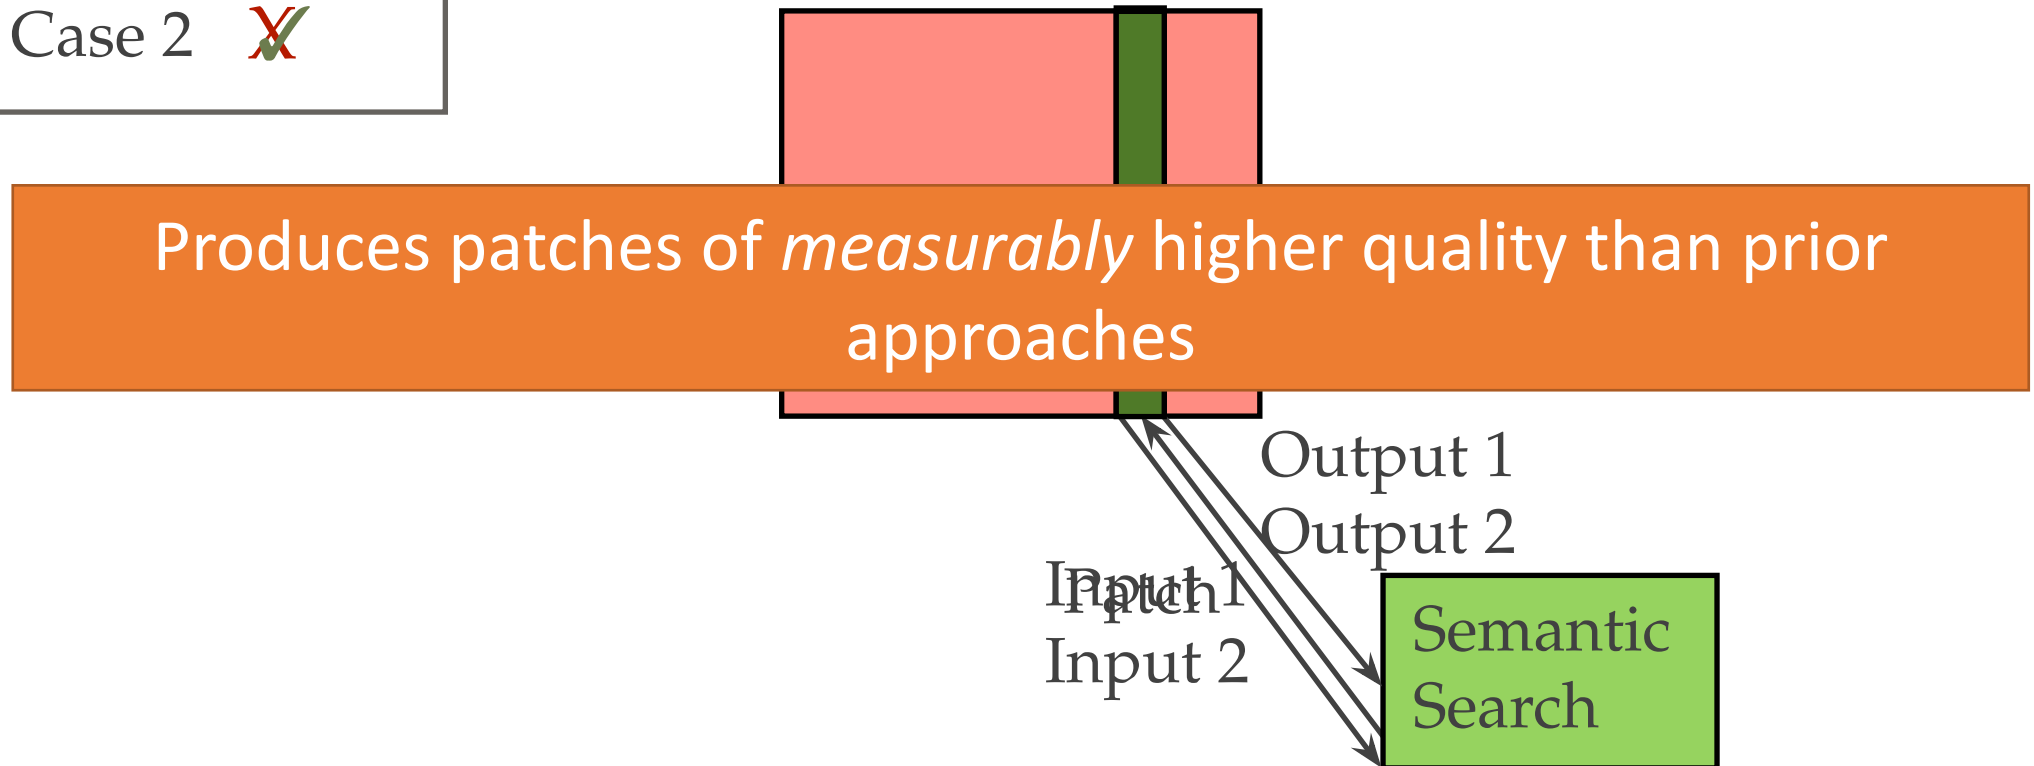 Case 2 X✓
Produces patches of measurably higher quality than prior
approaches
Output 1
Output 2
Input 1
Patch
Input 2
Semantic
Search